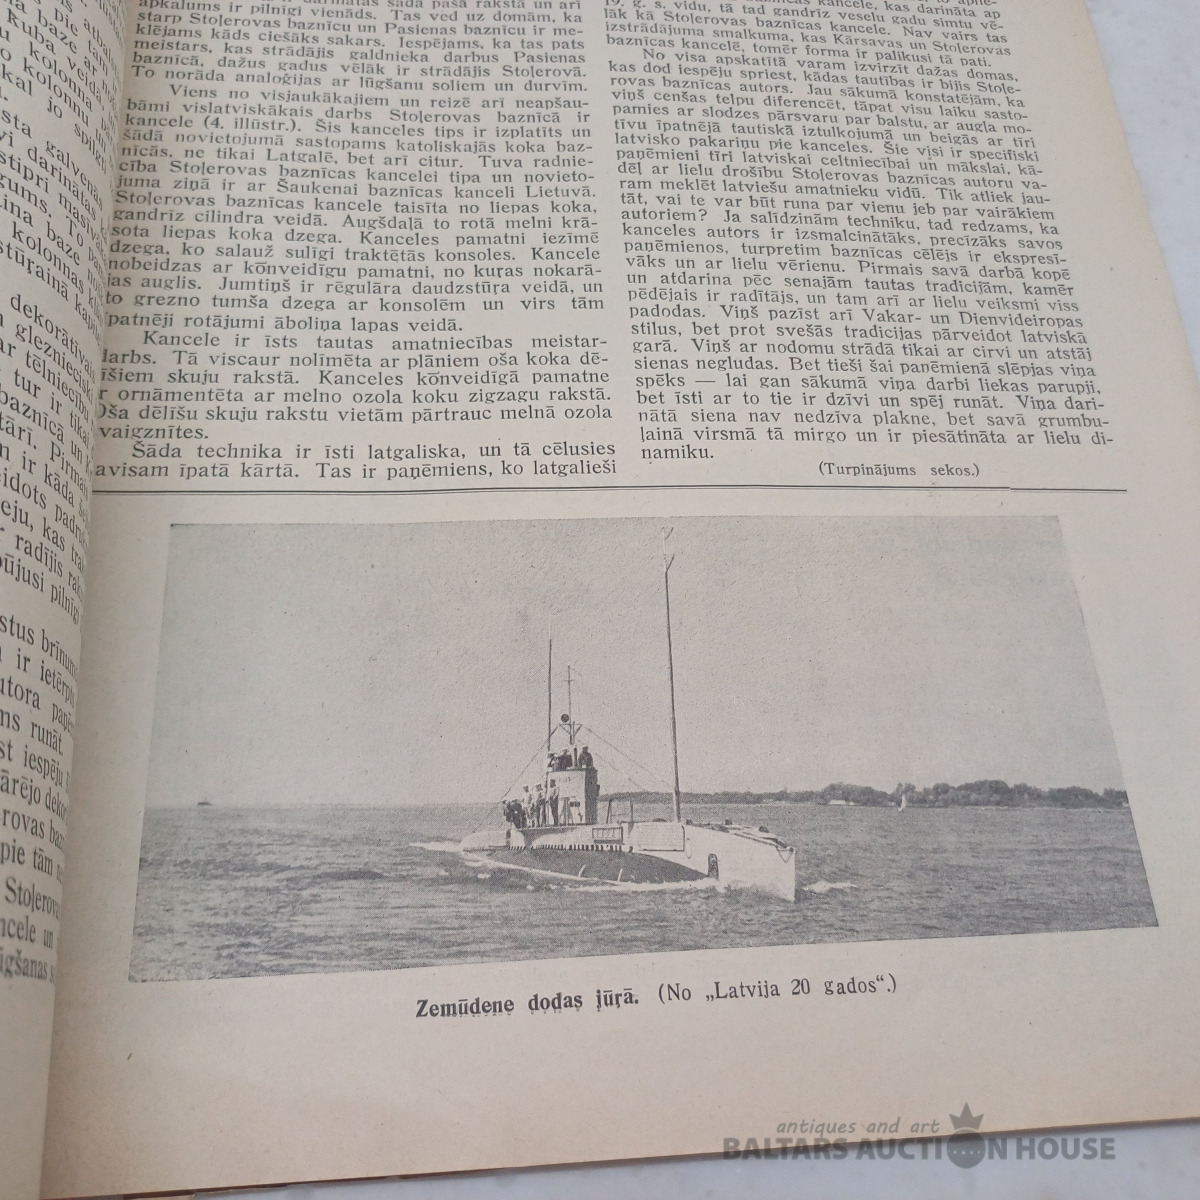 apkalums ir pilnīgi vienāds. Tas ved uz domām, ka
starp Stoļerovas baznīcu un Pasienas baznīcu ir me-
klējams kāds ciešāks sakars. Iespējams, ka tas pats
meistars, kas strādājis galdnieka darbus Pasienas
baznīcā, dažus gadus vēlāk ir strādājis Stoļerovā.
To norāda analoģijas ar lūgšanu soliem un durvīm.
Viens no visjaukākajiem un reizē arī neapšau-
bāmi vislatviskākais darbs Stoļerovas baznīcā ir
kancele (4. illūstr.). Šis kanceles tips ir izplatīts un
šādā novietojumā sastopams katoliskajās koka baz-
nīcās, ne tikai Latgalē, bet arī citur. Tuva radnie-
cība Stoļerovas baznīcas kancelei tipa un novieto-
juma ziņā ir ar Šaukenai baznīcas kanceli Lietuvā.
Stoļerovas baznīcas kancele taisīta no liepas koka,
gandrīz cilindra veidā. Augšdaļā to rotā melni krā-
sota liepas koka dzega. Kanceles pamatni iezīmē
dzega, ko salauž sulīgi traktētās konsoles. Kancele
nobeidzas ar kōnveidīgu pamatni, no kuŗas nokarā-
jas auglis. Jumtiņš ir rēgulāra daudzstūra veidā, un
to grezno tumša dzega ar konsolēm un virs tām
patnēji rotājumi āboliņa lapas veidā.
Kancele ir īsts tautas amatniecības meistar-
darbs. Tā viscaur nolīmēta ar plāniem oša koka dē-
īšiem skuju rakstā. Kanceles kōnveidīgā pamatne
r ornāmentēta ar melno ozola koku zigzagu rakstā.
Oša dēlīšu skuju rakstu vietām pārtrauc melnā ozola
vaigznītes.
Šāda technika ir īsti latgaliska, un tā cēlusies
avisam īpatā kārtā. Tas ir paņēmiens, ko latgalieši
19. g. s. vidu, tā tad gandrīz veselu gadu simtu vē-
lāk kā Stoļerovas baznīcas kancele. Nav vairs tas
izstrādājuma smalkuma, kas Kārsavas un Stoļerovas
baznīcas kancelē, tomēr forma ir palikusi tā pati.
No visa apskatītā varam izvirzīt dažas domas,
kas dod iespēju spriest, kādas tautības ir bijis Stoļe-
rovas baznīcas autors. Jau sākumā konstatējām, ka
viņš cenšas telpu diferencēt, tāpat visu laiku sasto-
pamies ar slodzes pārsvaru par balstu, ar augļa mo-
tīvu īpatnējā tautiskā iztulkojumā un beigās ar tīri
latvisko pakariņu pie kanceles. Šie visi ir specifiski
paņēmieni tīri latviskai celtniecībai un mākslai, kā-
dēļ ar lielu drošību Stoļerovas baznīcas autoru va-
ram meklēt latviešu amatnieku vidū. Tik atliek jau-
tāt, vai te var būt runa par vienu jeb par vairākiem
autoriem? Ja salīdzinām techniku, tad redzams, ka
kanceles autors ir izsmalcinātāks, precīzāks savos
paņēmienos, turpretim baznīcas cēlējs ir ekspresī-
vāks un ar lielu vērienu. Pirmais savā darbā kopē
un atdarina pēc senajām tautas tradicijām, kamēr
pēdējais ir radītājs, un tam arī ar lielu veiksmi viss
padodas. Viņš pazīst arī Vakar- un Dienvideiropas
stilus, bet prot svešās tradicijas pārveidot latviskā
garā. Viņš ar nodomu strādā tikai ar cirvi un atstāj
sienas negludas. Bet tieši šai paņēmienā slēpjas viņa
spēks — lai gan sākumā viņa darbi liekas parupji,
bet īsti ar to tie ir dzīvi un spēj runāt. Viņa dari-
nātā siena nav nedzīva plakne, bet savā grumbu-
ļainā virsmā tā mirgo un ir piesātināta ar lielu di-
namiku.
(Turpinājums sekos.)
Zemūdene dodas jūŗā. (No „Latvija 20 gados“.)
antiques and art
BALTARS AUCTION HOUSE